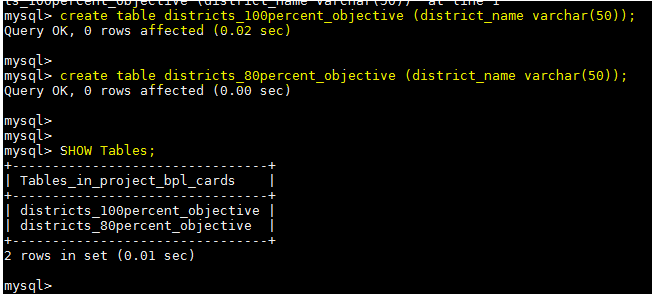 ts_100percent_objective (district_name varchar(50))' at line 1
mysql> create table districts_100percent_objective (district_name varchar(50));
Query OK, 0 rows affected (0.02 sec)
mysql>
mysql> create table districts_80percent_objective (district_name varchar(50));
Query OK, 0 rows affected (0.00 sec)
mysql>
mysql>
mysql> SHOW Tables;
+--------------------------------+
| Tables_in_project_bpl_cards    |
+--------------------------------+
| districts_100percent_objective |
| districts_80percent_objective  |
+--------------------------------+
2 rows in set (0.01 sec)
mysql>